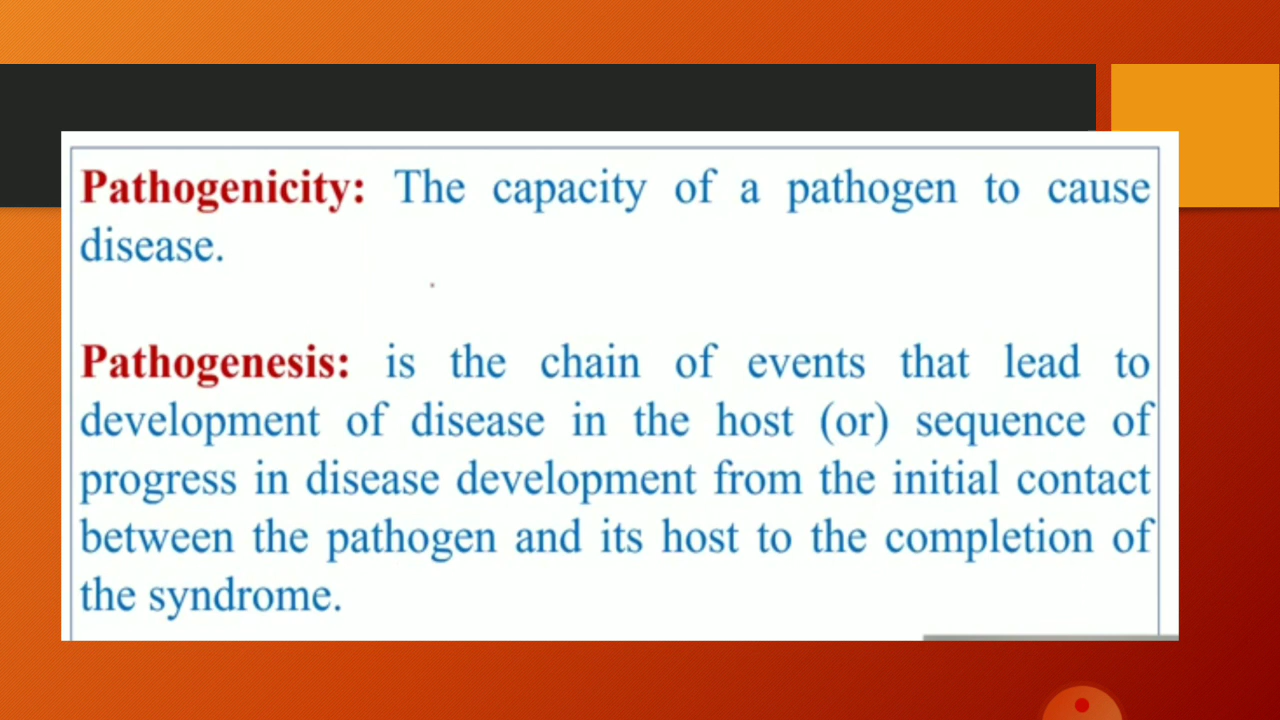 Pathogenicity: The capacity of a pathogen to cause
disease.
Pathogenesis: is the chain of events that lead to
development of disease in the host (or) sequence of
progress in disease development from the initial contact
between the pathogen and its host to the completion of
the syndrome.